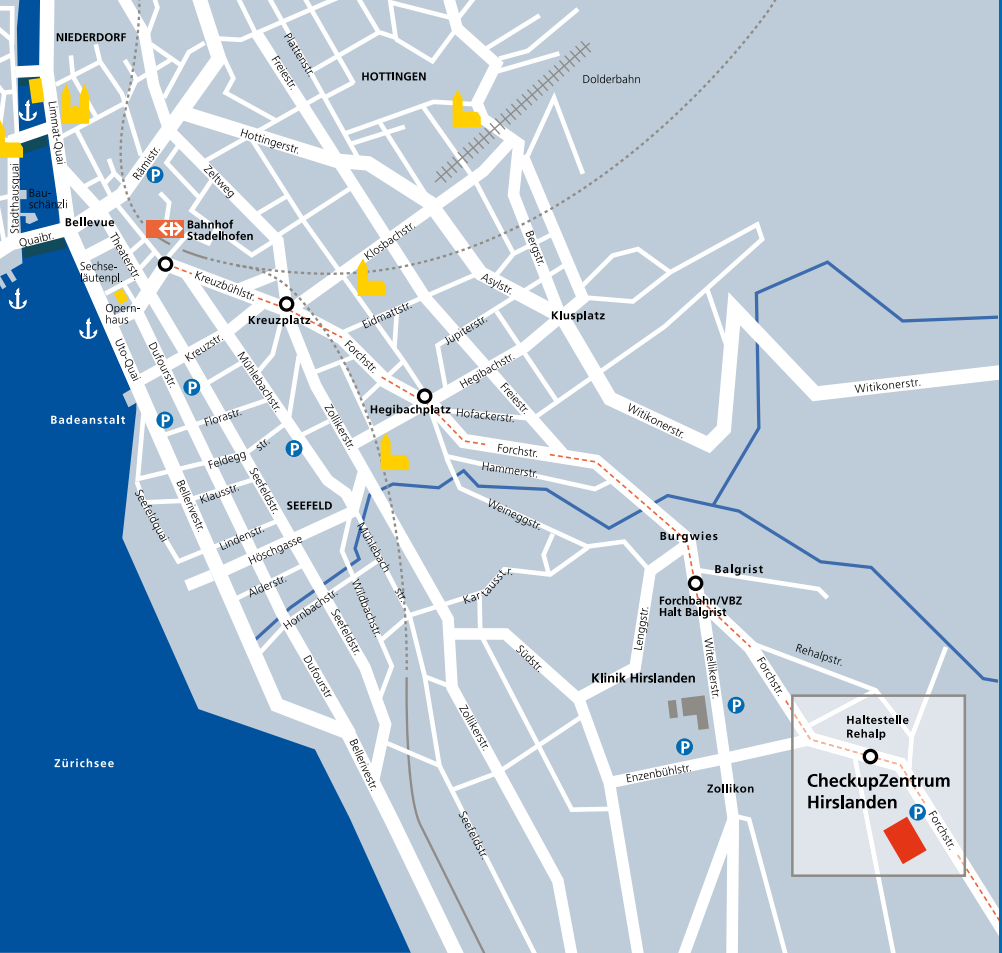 NIEDERDORF
Plattenstr.
Freiestr.
HOTTINGEN
Dolderbahn
Limmat-Quai
Hottingerstr.
Rämistr.
P
Zeltweg
Stadthausquai
Bau-
schänzli
Bellevue
Quaibr.
Theaterstr.
Bahnhof
Stadelhofen
Klosbachstr.
Bergstr.
Sechse-
läutenpl.
Kreuzbühlstr.
Asylstr.
Opern-
haus
Kreuzplatz
Eidmattstr.
Klusplatz
Jupiterstr.
Uto-Quai
Dufourstr.
Kreuzstr.
Forchstr.
Mühlebachstr.
Hegibachstr.
P
Witikonerstr.
Freiestr.
Badeanstalt
P
Florastr.
Zollikerstr.
Hegibachplatz
Hofackerstr.
Witikonerstr.
Feldegg
str.
P
Forchstr.
Hammerstr.
Seefeldquai
Bellerivestr.
Klausstr.
Seefeldstr.
SEEFELD
Weineggstr.
Lindenstr.
Höschgasse
Mühlebach
str.
Burgwies
Balgrist
Alderstr.
Hornbachstr.
Wildbachstr.
Kartausstr.
Forchbahn/VBZ
Halt Balgrist
Seefeldstr.
Lenggstr.
Witellikerstr.
Rehalpstr.
Südstr.
Forchstr.
Dufourstr
Klinik Hirslanden
P
Zollikerstr.
Haltestelle
Rehalp
P
Bellerivestr.
Zürichsee
Enzenbühlstr.
Zollikon
CheckupZentrum
Hirslanden
P
Seefeldstr.
Forchstr.